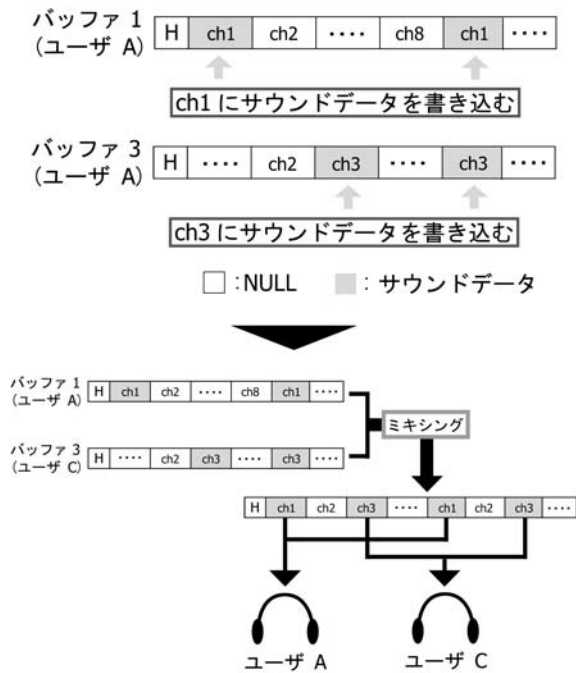 バッファ 1
(ユーザ A)
H ch1 ch2 ‥‥ ch8 ch1 ‥‥
ch1 にサウンドデータを書き込む
バッファ 3
(ユーザ A)
H ‥‥ ch2 ch3 ‥‥ ch3 ‥‥
ch3 にサウンドデータを書き込む
:NULL : サウンドデータ
バッファ 1
(ユーザ A)
H ch1 ch2 ‥‥ ch8 ch1 ‥‥
ミキシング
バッファ 3
(ユーザ C)
H ‥‥ ch2 ch3 ‥‥ ch3 ‥‥
H ch1 ch2 ch3 ‥‥ ch1 ch2 ch3 ‥‥
ユーザ A ユーザ C